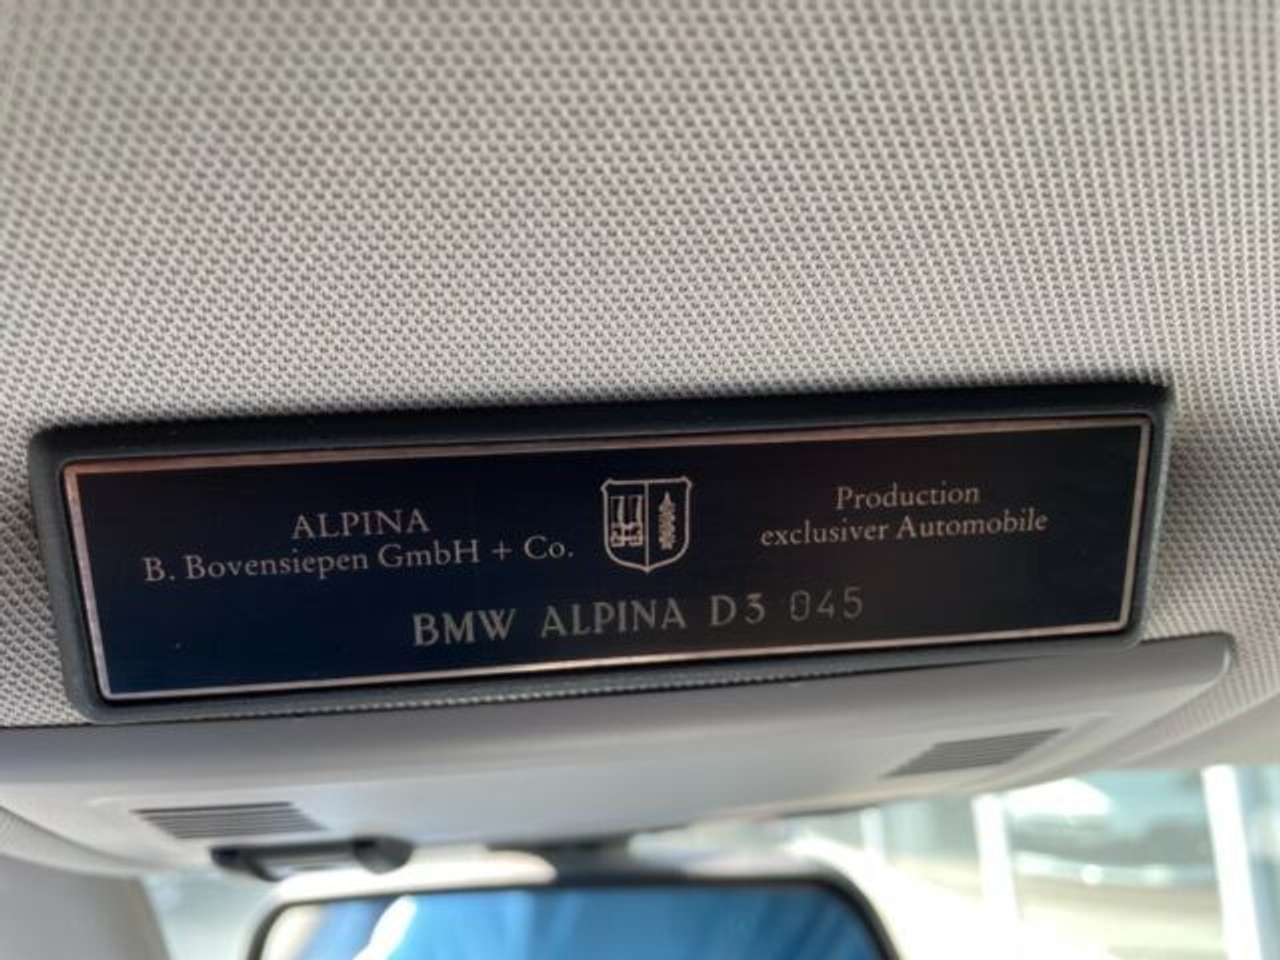 ALPINA
B. Bovensiepen GmbH + Co.
Production
exclusiver Automobile
BMW ALPINA D3 045